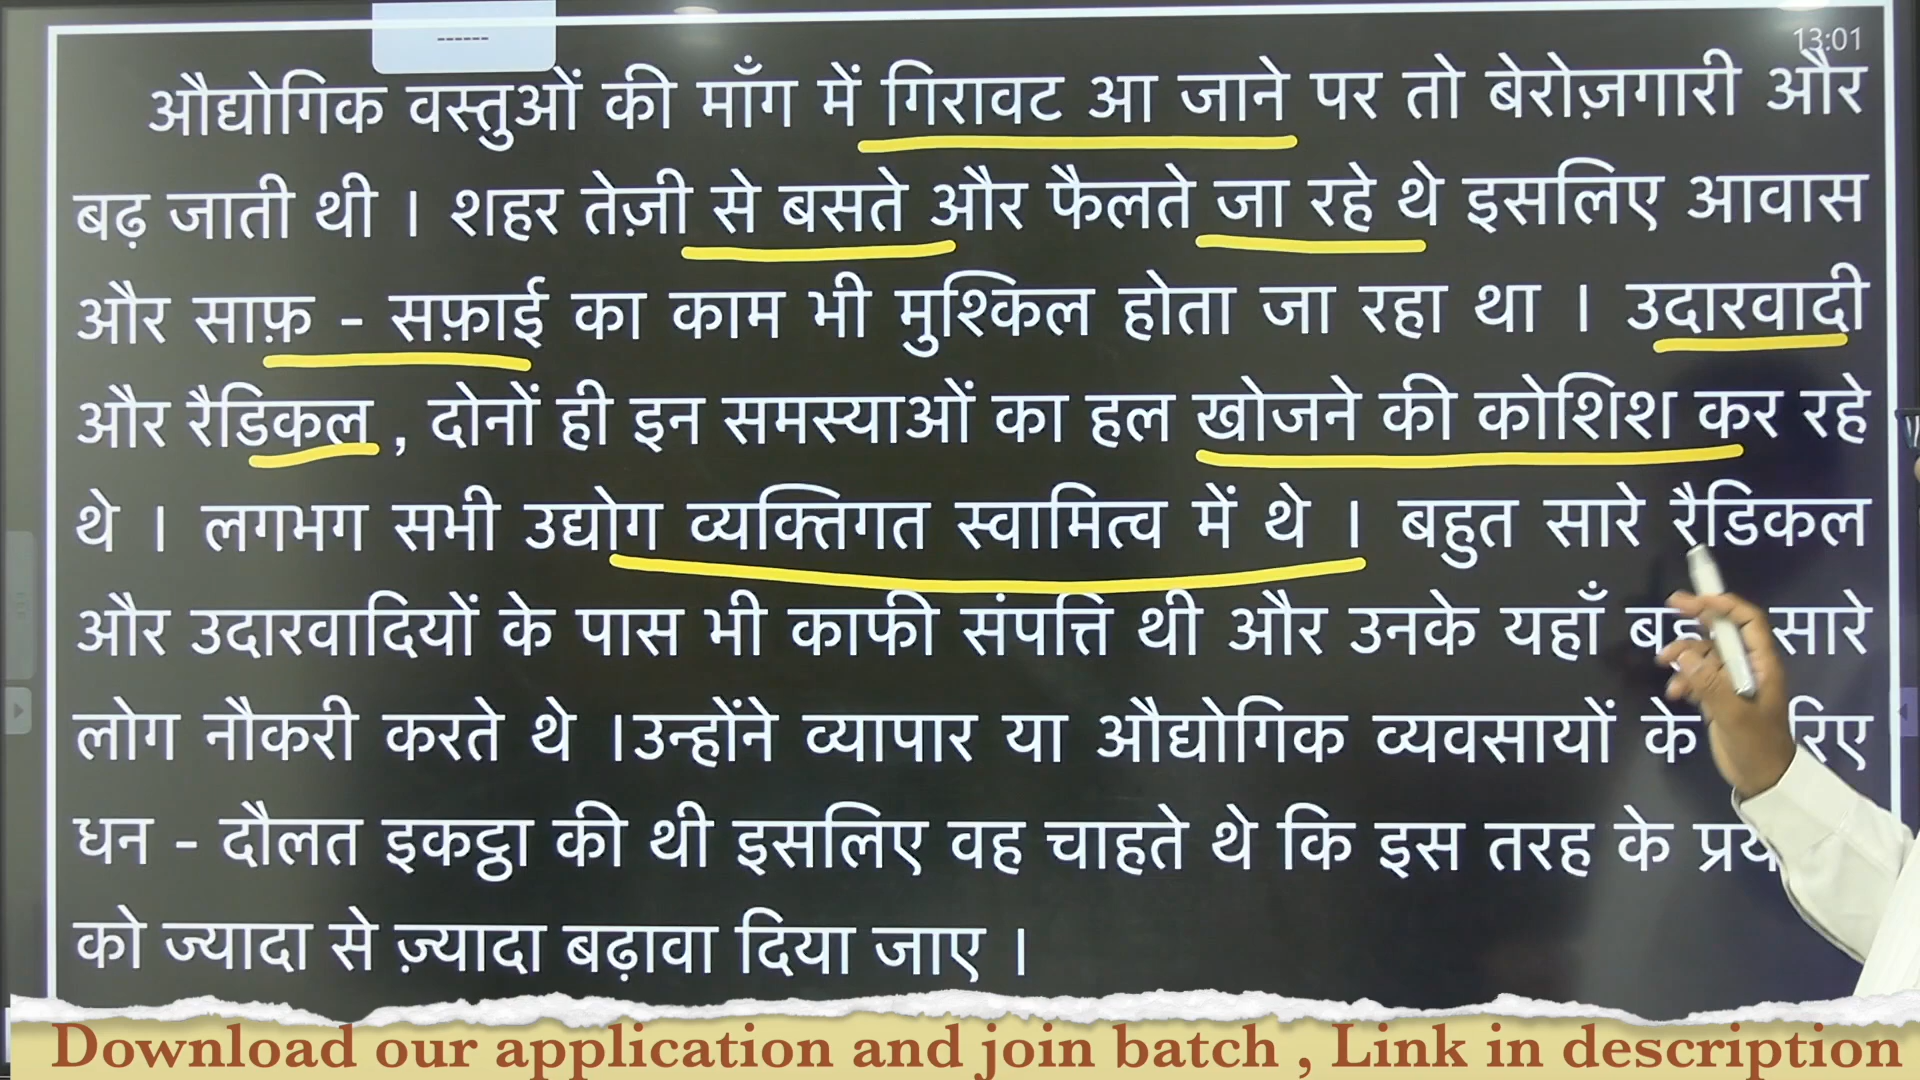 ------
13:01
औद्योगिक वस्तुओं की माँग में गिरावट आ जाने पर तो बेरोज़गारी और
बढ़ जाती थी । शहर तेज़ी से बसते और फैलते जा रहे थे इसलिए आवास
और साफ़ - सफ़ाई का काम भी मुश्किल होता जा रहा था । उदारवादी
और रैडिकल , दोनों ही इन समस्याओं का हल खोजने की कोशिश कर रहे
थे । लगभग सभी उद्योग व्यक्तिगत स्वामित्व में थे । बहुत सारे रैडिकल
और उदारवादियों के पास भी काफी संपत्ति थी और उनके यहाँ सारे
लोग नौकरी करते थे ।उन्होंने व्यापार या औद्योगिक व्यवसायों के
धन - दौलत इकट्ठा की थी इसलिए वह चाहते थे कि इस तरह के
को ज्यादा से ज़्यादा बढ़ावा दिया जाए ।
Download our application and join batch , Link in description